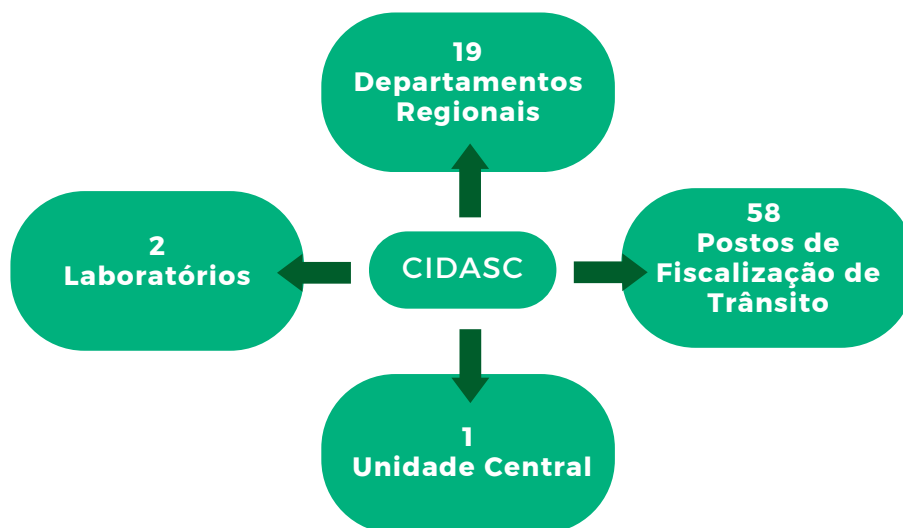 19
Departamentos
Regionais
2
Laboratórios
CIDASC
58
Postos de
Fiscalização de
Trânsito
1
Unidade Central